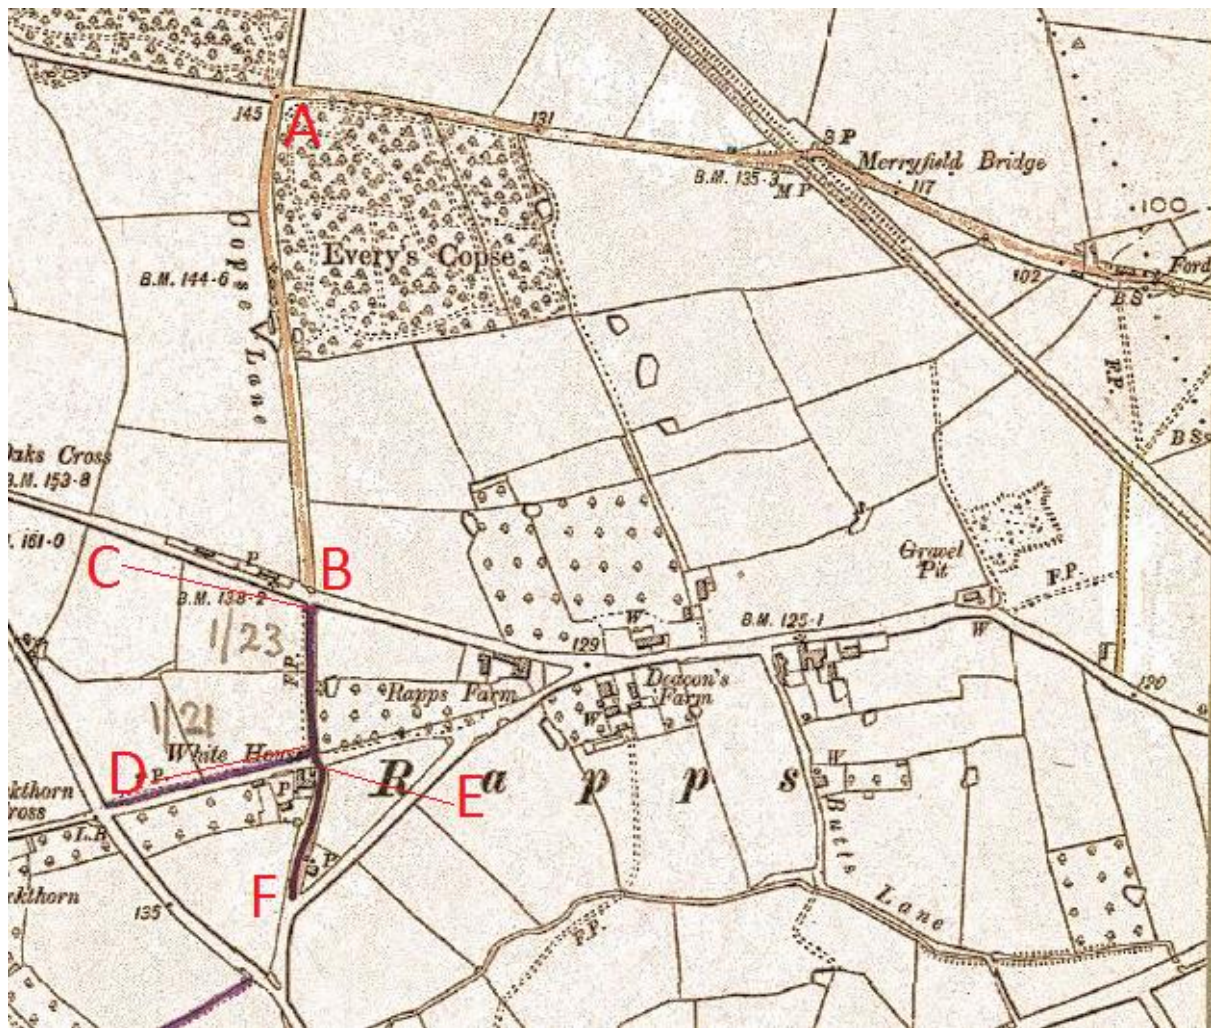 145
A
131
S P
Merryfield Bridge
B.M. 135·3
M P
117
100
Copse Lane
Every's Copse
B.M. 144·6
102
Ford
B S
F.P.
B Ss
Oaks Cross
B.M. 153·8
161·0
C
B
P
B.M. 138·2
Gravel
Pit
F.P.
1/23
F.P.
W
129
B.M. 125·1
W
Rapps Farm
Deacon's
Farm
W
120
1/21
White House
D
P
E
R a p p s
W
P
L.B
Butts Lane
P
F
135
F.P.